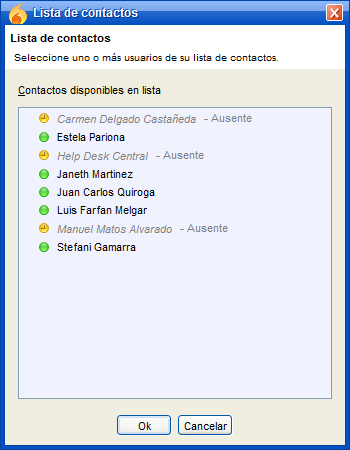 Lista de contactos
Lista de contactos
Seleccione uno o más usuarios de su lista de contactos.
Contactos disponibles en lista
Carmen Delgado Castañeda - Ausente
Estela Pariona
Help Desk Central - Ausente
Janeth Martinez
Juan Carlos Quiroga
Luis Farfan Melgar
Manuel Matos Alvarado - Ausente
Stefani Gamarra
Ok Cancelar